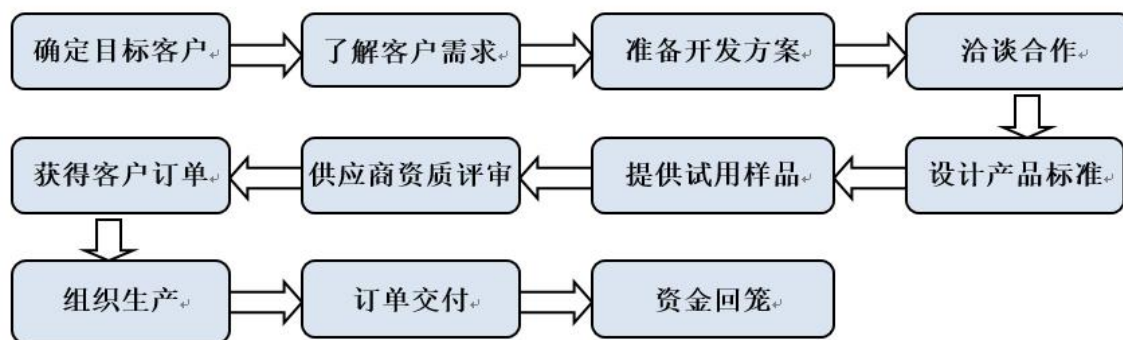 确定目标客户
了解客户需求
准备开发方案
洽谈合作
设计产品标准
提供试用样品
供应商资质评审
获得客户订单
组织生产
订单交付
资金回笼